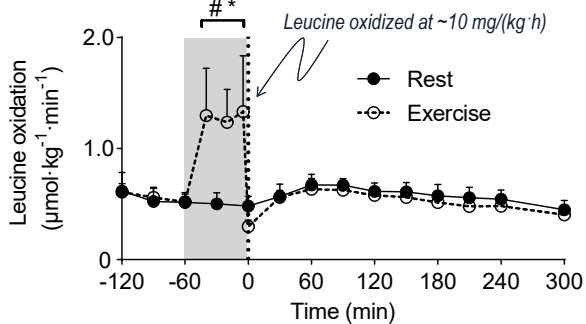 # *
Leucine oxidized at ~10 mg/(kg·h)
Leucine oxidation
(μmol·kg⁻¹·min⁻¹)
2.0
1.0
0
Rest
Exercise
-120 -60 0 60 120 180 240 300
Time (min)